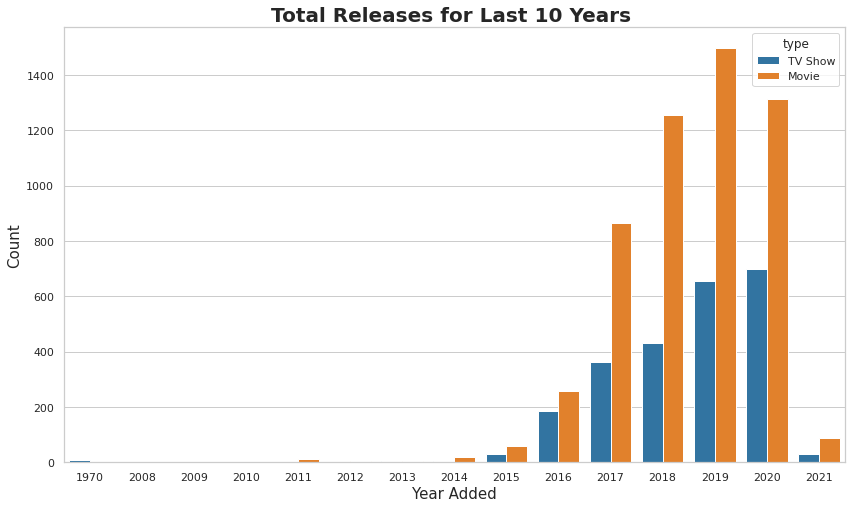 Total Releases for Last 10 Years
type
TV Show
Movie
1400
1200
1000
800
600
400
200
0
Count
1970 2008 2009 2010 2011 2012 2013 2014 2015 2016 2017 2018 2019 2020 2021
Year Added